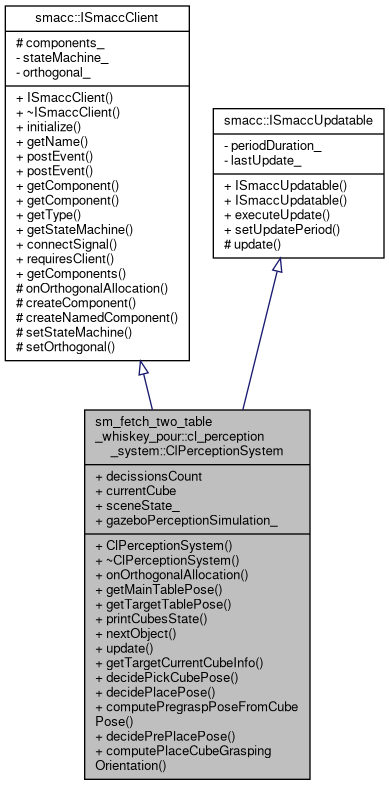 smacc::ISmaccClient
# components_
- stateMachine_
- orthogonal_
+ ISmaccClient()
+ ~ISmaccClient()
+ initialize()
+ getName()
+ postEvent()
+ postEvent()
+ getComponent()
+ getComponent()
+ getType()
+ getStateMachine()
+ connectSignal()
+ requiresClient()
+ getComponents()
# onOrthogonalAllocation()
# createComponent()
# createNamedComponent()
# setStateMachine()
# setOrthogonal()
smacc::ISmaccUpdatable
- periodDuration_
- lastUpdate_
+ ISmaccUpdatable()
+ ISmaccUpdatable()
+ executeUpdate()
+ setUpdatePeriod()
# update()
sm_fetch_two_table
_whiskey_pour::cl_perception
_system::ClPerceptionSystem
+ decissionsCount
+ currentCube
+ sceneState_
+ gazeboPerceptionSimulation_
+ ClPerceptionSystem()
+ ~ClPerceptionSystem()
+ onOrthogonalAllocation()
+ getMainTablePose()
+ getTargetTablePose()
+ printCubesState()
+ nextObject()
+ update()
+ getTargetCurrentCubeInfo()
+ decidePickCubePose()
+ decidePlacePose()
+ computePregraspPoseFromCube
Pose()
+ decidePrePlacePose()
+ computePlaceCubeGrasping
Orientation()